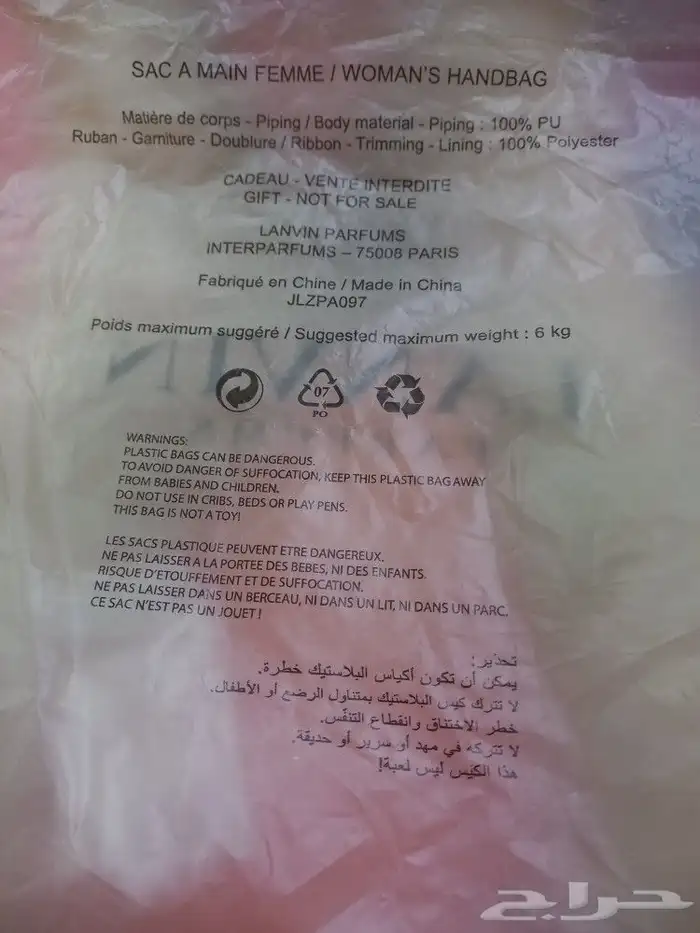 SAC A MAIN FEMME / WOMAN'S HANDBAG
Matière de corps - Piping / Body material - Piping : 100% PU
Ruban - Garniture - Doublure / Ribbon - Trimming - Lining : 100% Polyester
CADEAU - VENTE INTERDITE
GIFT - NOT FOR SALE
LANVIN PARFUMS
INTERPARFUMS – 75008 PARIS
Fabriqué en Chine / Made in China
JLZPA097
Poids maximum suggéré / Suggested maximum weight : 6 kg
07
PO
WARNINGS:
PLASTIC BAGS CAN BE DANGEROUS.
TO AVOID DANGER OF SUFFOCATION, KEEP THIS PLASTIC BAG AWAY
FROM BABIES AND CHILDREN.
DO NOT USE IN CRIBS, BEDS OR PLAY PENS.
THIS BAG IS NOT A TOY!
LES SACS PLASTIQUE PEUVENT ETRE DANGEREUX.
NE PAS LAISSER A LA PORTEE DES BEBES, NI DES ENFANTS.
RISQUE D'ETOUFFEMENT ET DE SUFFOCATION.
NE PAS LAISSER DANS UN BERCEAU, NI DANS UN LIT, NI DANS UN PARC.
CE SAC N'EST PAS UN JOUET !
تحذير:
يمكن أن تكون أكياس البلاستيك خطرة.
لا تترك كيس البلاستيك بمتناول الرضع أو الأطفال.
خطر الاختناق وانقطاع التنفّس.
لا تتركه في مهد أو سرير أو حديقة.
هذا الكيس ليس لعبة!
حراج